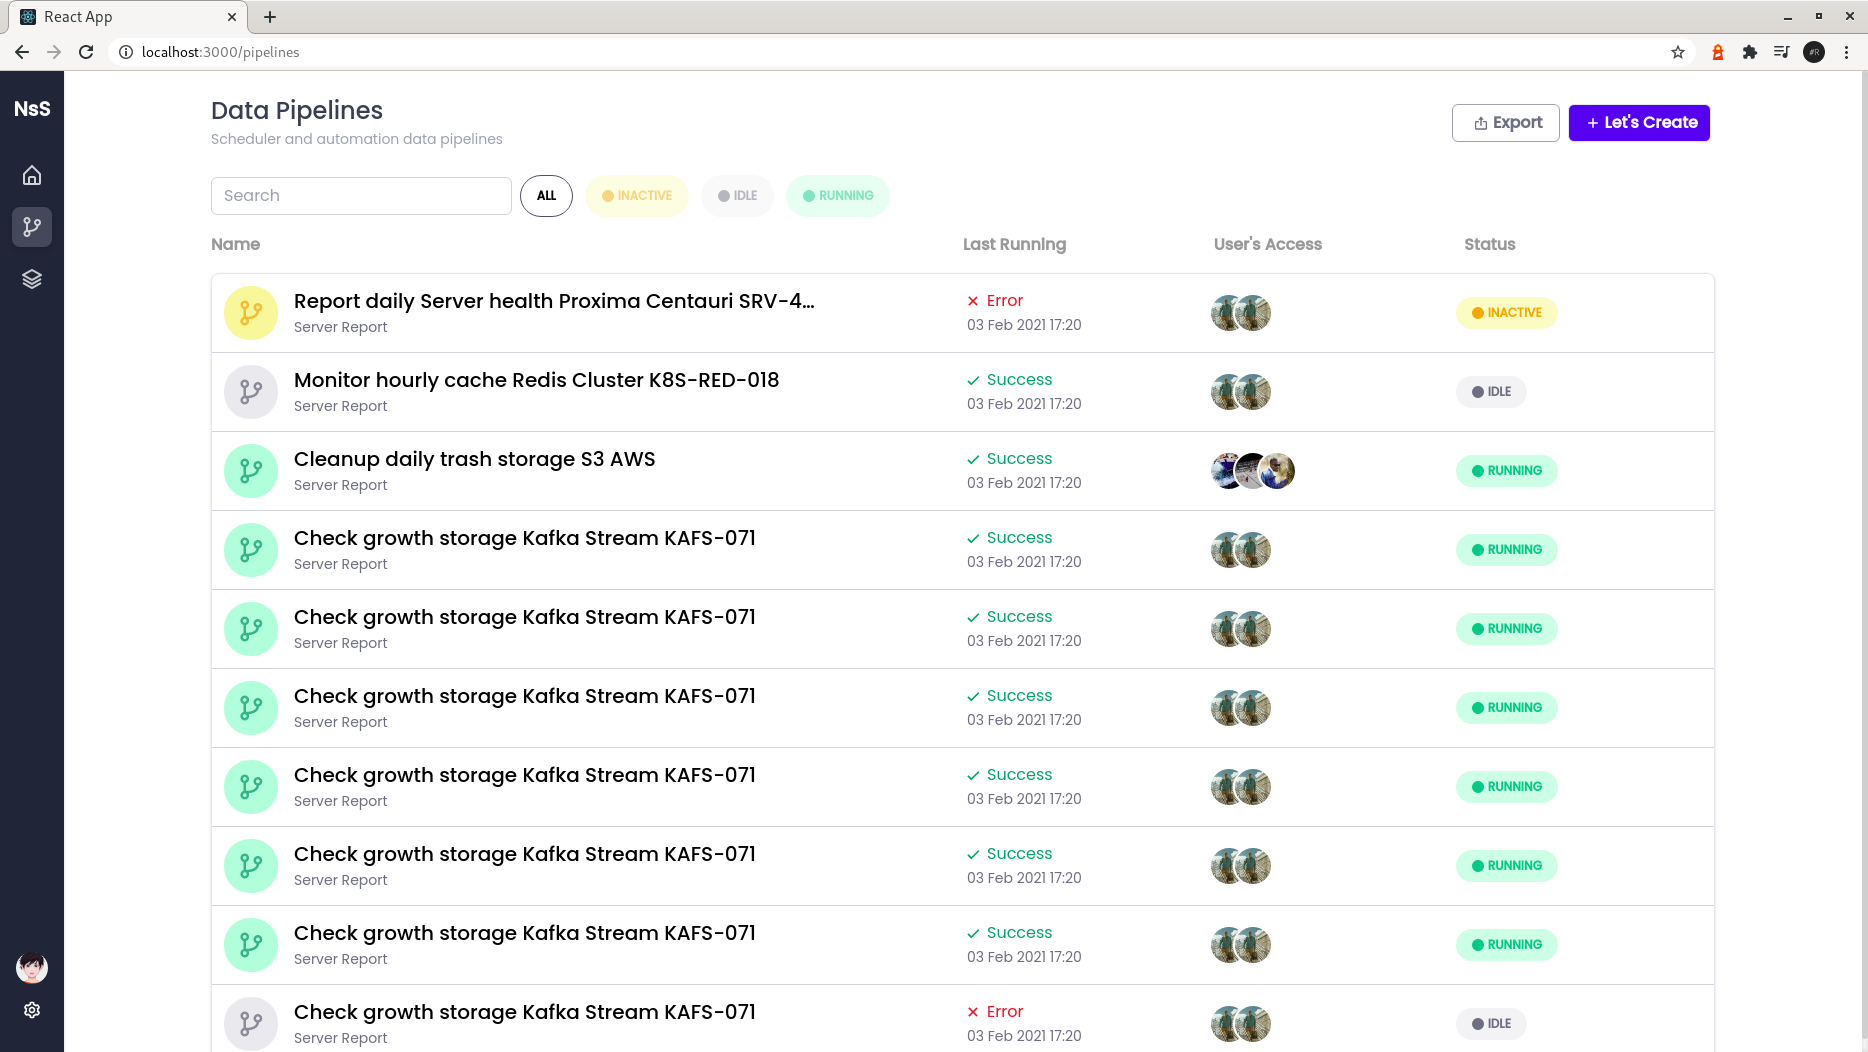 React App
localhost:3000/pipelines
#R
NsS
Data Pipelines
Scheduler and automation data pipelines
Export
+ Let's Create
Search
ALL
INACTIVE
IDLE
RUNNING
Name Last Running User's Access Status
Report daily Server health Proxima Centauri SRV-4...
Server Report
Error
03 Feb 2021 17:20
INACTIVE
Monitor hourly cache Redis Cluster K8S-RED-018
Server Report
Success
03 Feb 2021 17:20
IDLE
Cleanup daily trash storage S3 AWS
Server Report
Success
03 Feb 2021 17:20
RUNNING
Check growth storage Kafka Stream KAFS-071
Server Report
Success
03 Feb 2021 17:20
RUNNING
Check growth storage Kafka Stream KAFS-071
Server Report
Success
03 Feb 2021 17:20
RUNNING
Check growth storage Kafka Stream KAFS-071
Server Report
Success
03 Feb 2021 17:20
RUNNING
Check growth storage Kafka Stream KAFS-071
Server Report
Success
03 Feb 2021 17:20
RUNNING
Check growth storage Kafka Stream KAFS-071
Server Report
Success
03 Feb 2021 17:20
RUNNING
Check growth storage Kafka Stream KAFS-071
Server Report
Success
03 Feb 2021 17:20
RUNNING
Check growth storage Kafka Stream KAFS-071
Server Report
Error
03 Feb 2021 17:20
IDLE